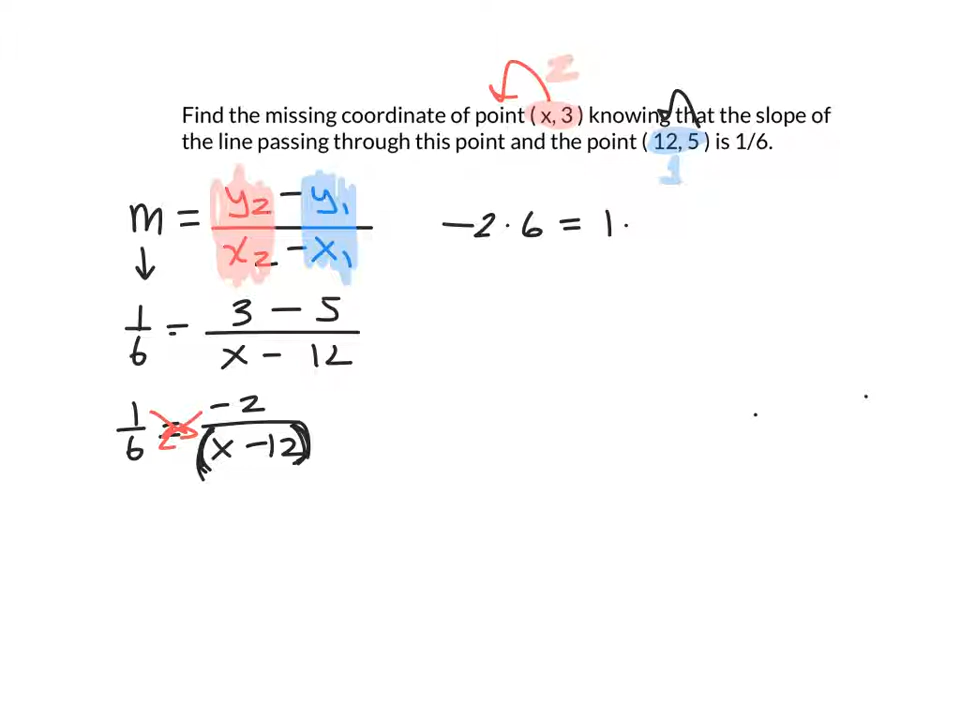 2
Find the missing coordinate of point ( x, 3 ) knowing that the slope of
the line passing through this point and the point ( 12, 5 ) is 1/6.
1
m = y₂ - y₁ / x₂ - x₁
-2 · 6 = 1 ·
↓
1/6 = 3 - 5 / x - 12
1/6 = -2 / (x - 12)